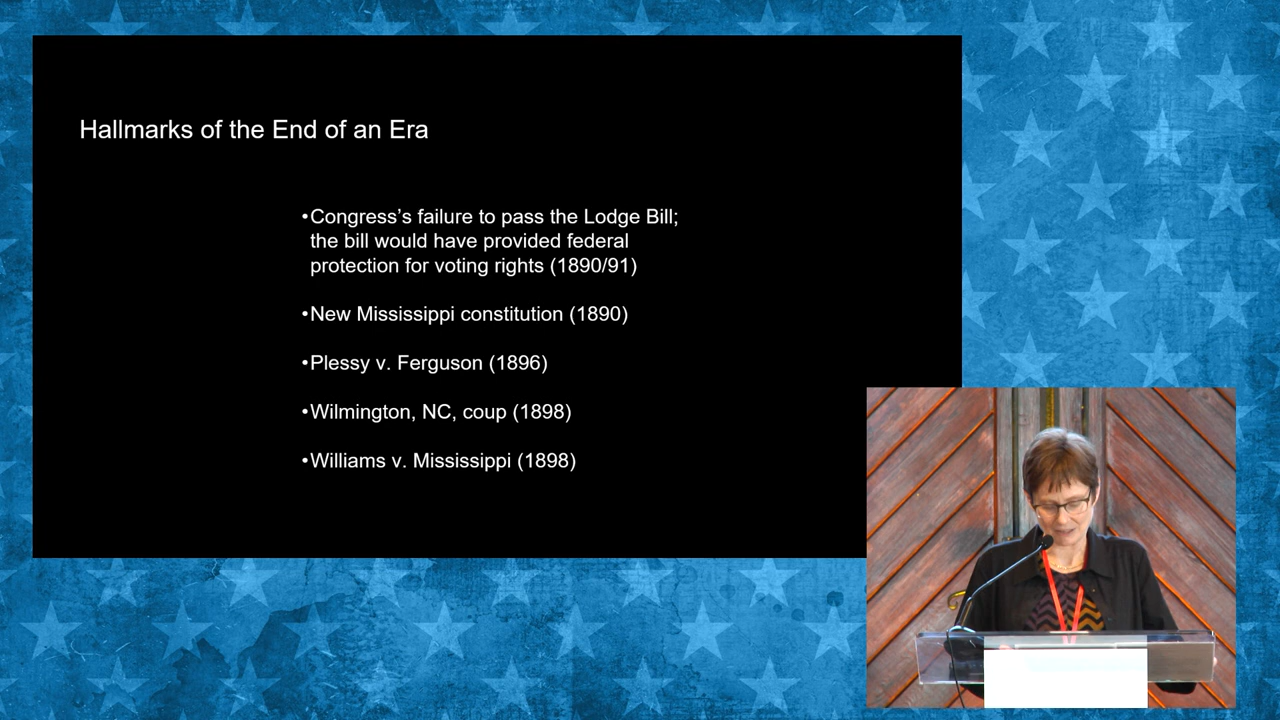 Hallmarks of the End of an Era
•Congress’s failure to pass the Lodge Bill;
the bill would have provided federal
protection for voting rights (1890/91)
•New Mississippi constitution (1890)
•Plessy v. Ferguson (1896)
•Wilmington, NC, coup (1898)
•Williams v. Mississippi (1898)